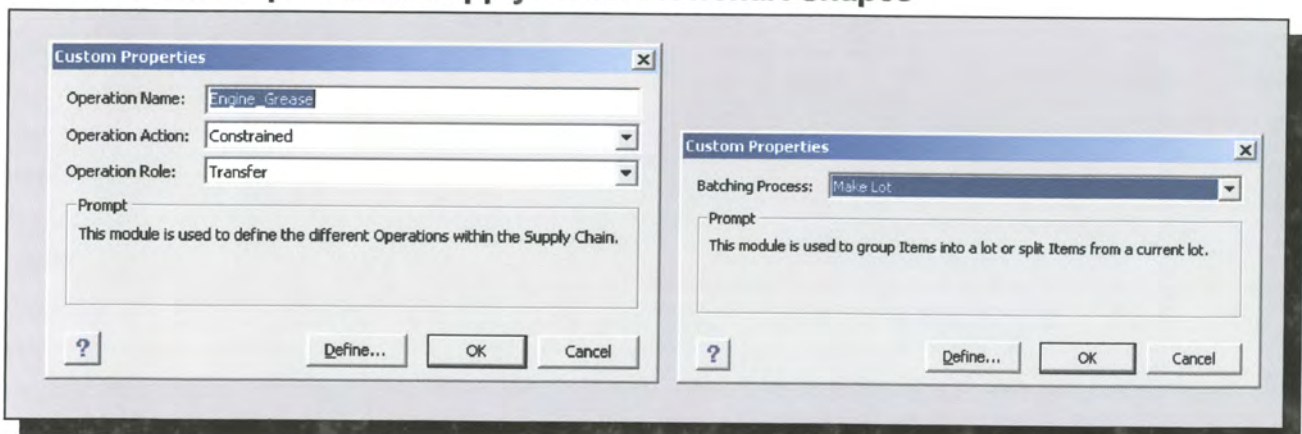 Supply
Shapes
Custom Properties
Operation Name: Engine_Grease
Operation Action: Constrained
Operation Role: Transfer
Prompt
This module is used to define the different Operations within the Supply Chain.
? Define... OK Cancel
Custom Properties
Batching Process: Make Lot
Prompt
This module is used to group Items into a lot or split Items from a current lot.
? Define... OK Cancel